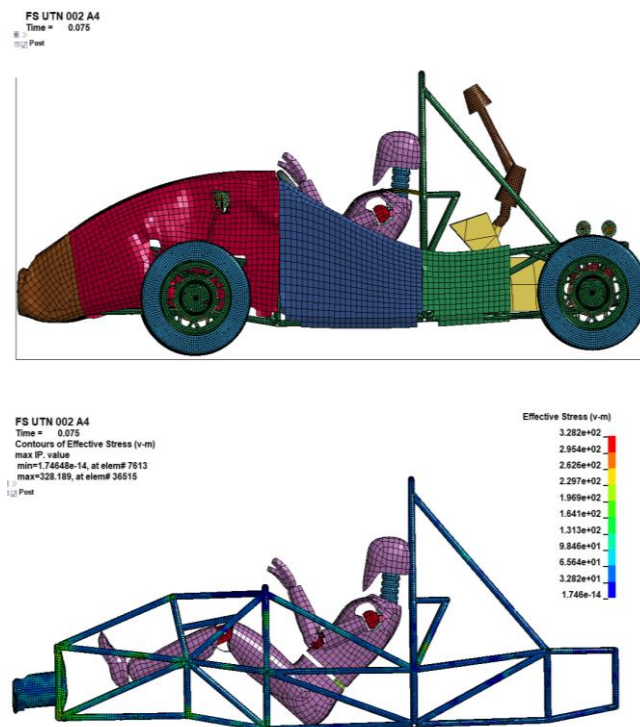 FS UTN 002 A4
Time = 0.075
Post
FS UTN 002 A4
Time = 0.075
Contours of Effective Stress (v-m)
max IP. value
min=1.74648e-14, at elem# 7613
max=328.189, at elem# 36515
Post
Effective Stress (v-m)
3.282e+02
2.954e+02
2.626e+02
2.297e+02
1.969e+02
1.641e+02
1.313e+02
9.846e+01
6.564e+01
3.282e+01
1.746e-14